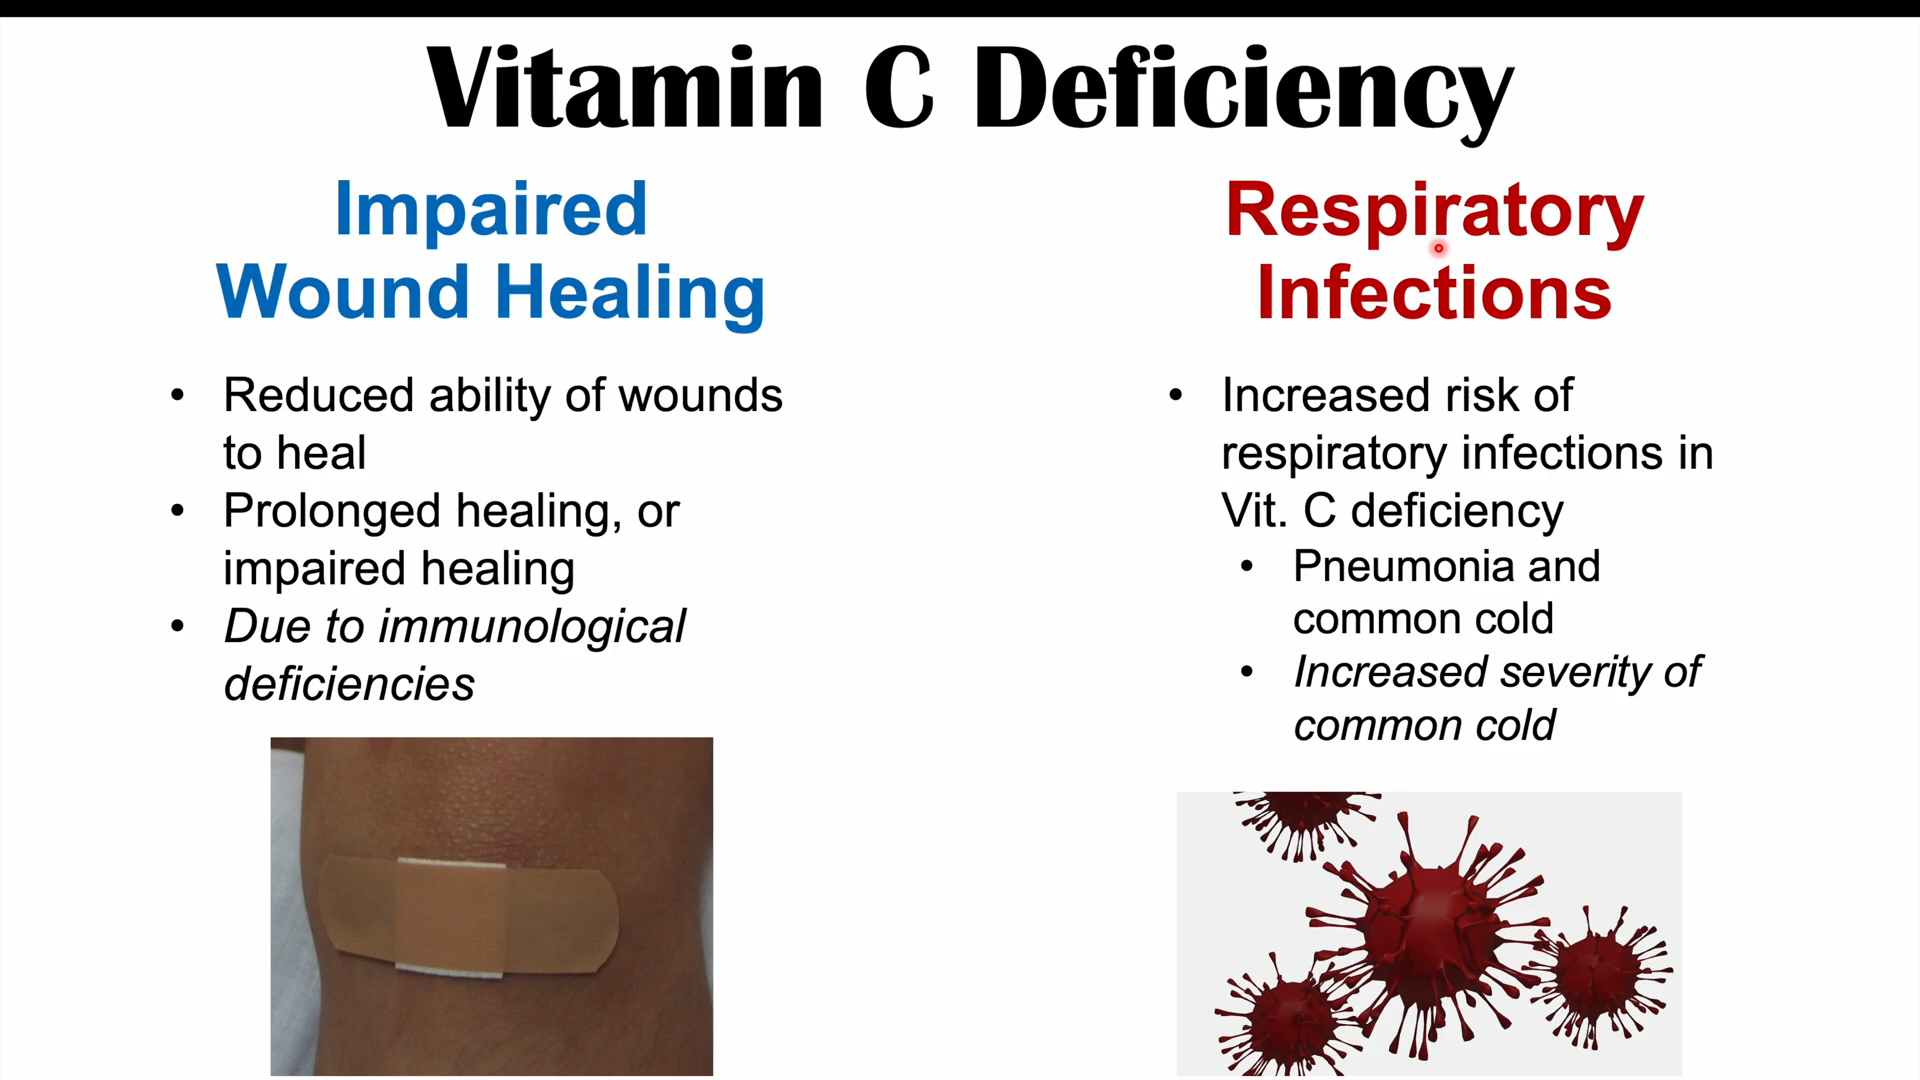 Vitamin C Deficiency
Impaired
Wound Healing
• Reduced ability of wounds
to heal
• Prolonged healing, or
impaired healing
• Due to immunological
deficiencies
Respiratory
Infections
• Increased risk of
respiratory infections in
Vit. C deficiency
• Pneumonia and
common cold
• Increased severity of
common cold